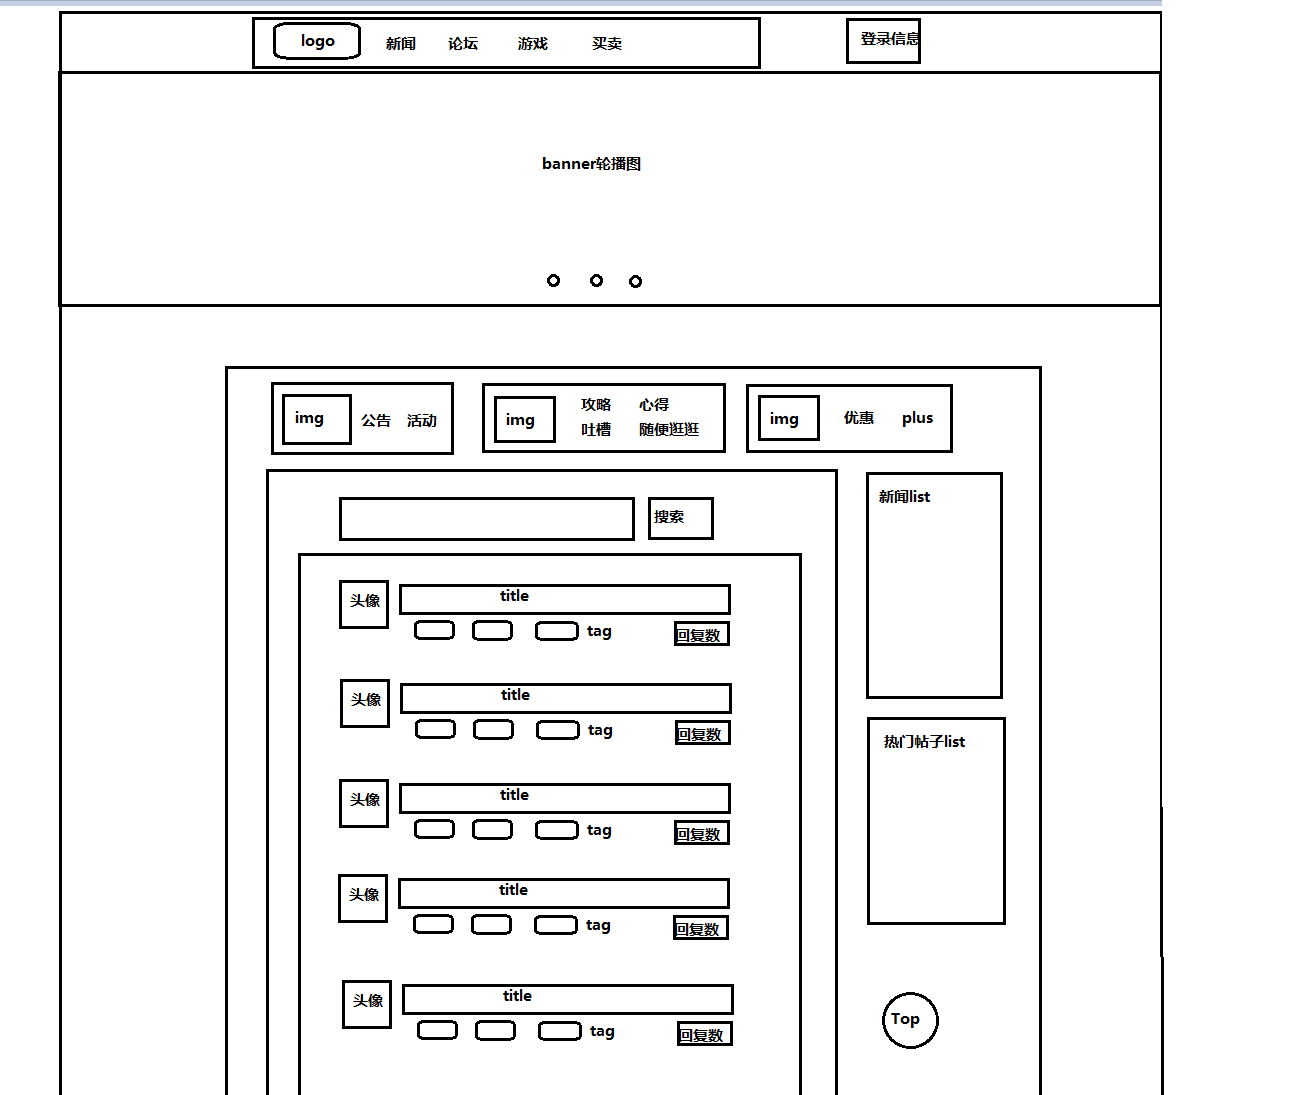 logo 新闻 论坛 游戏 买卖 登录信息
banner轮播图
img 公告 活动
img 攻略 心得
吐槽 随便逛逛
img 优惠 plus
搜索
头像 title
tag 回复数
头像 title
tag 回复数
头像 title
tag 回复数
头像 title
tag 回复数
头像 title
tag 回复数
新闻list
热门帖子list
Top